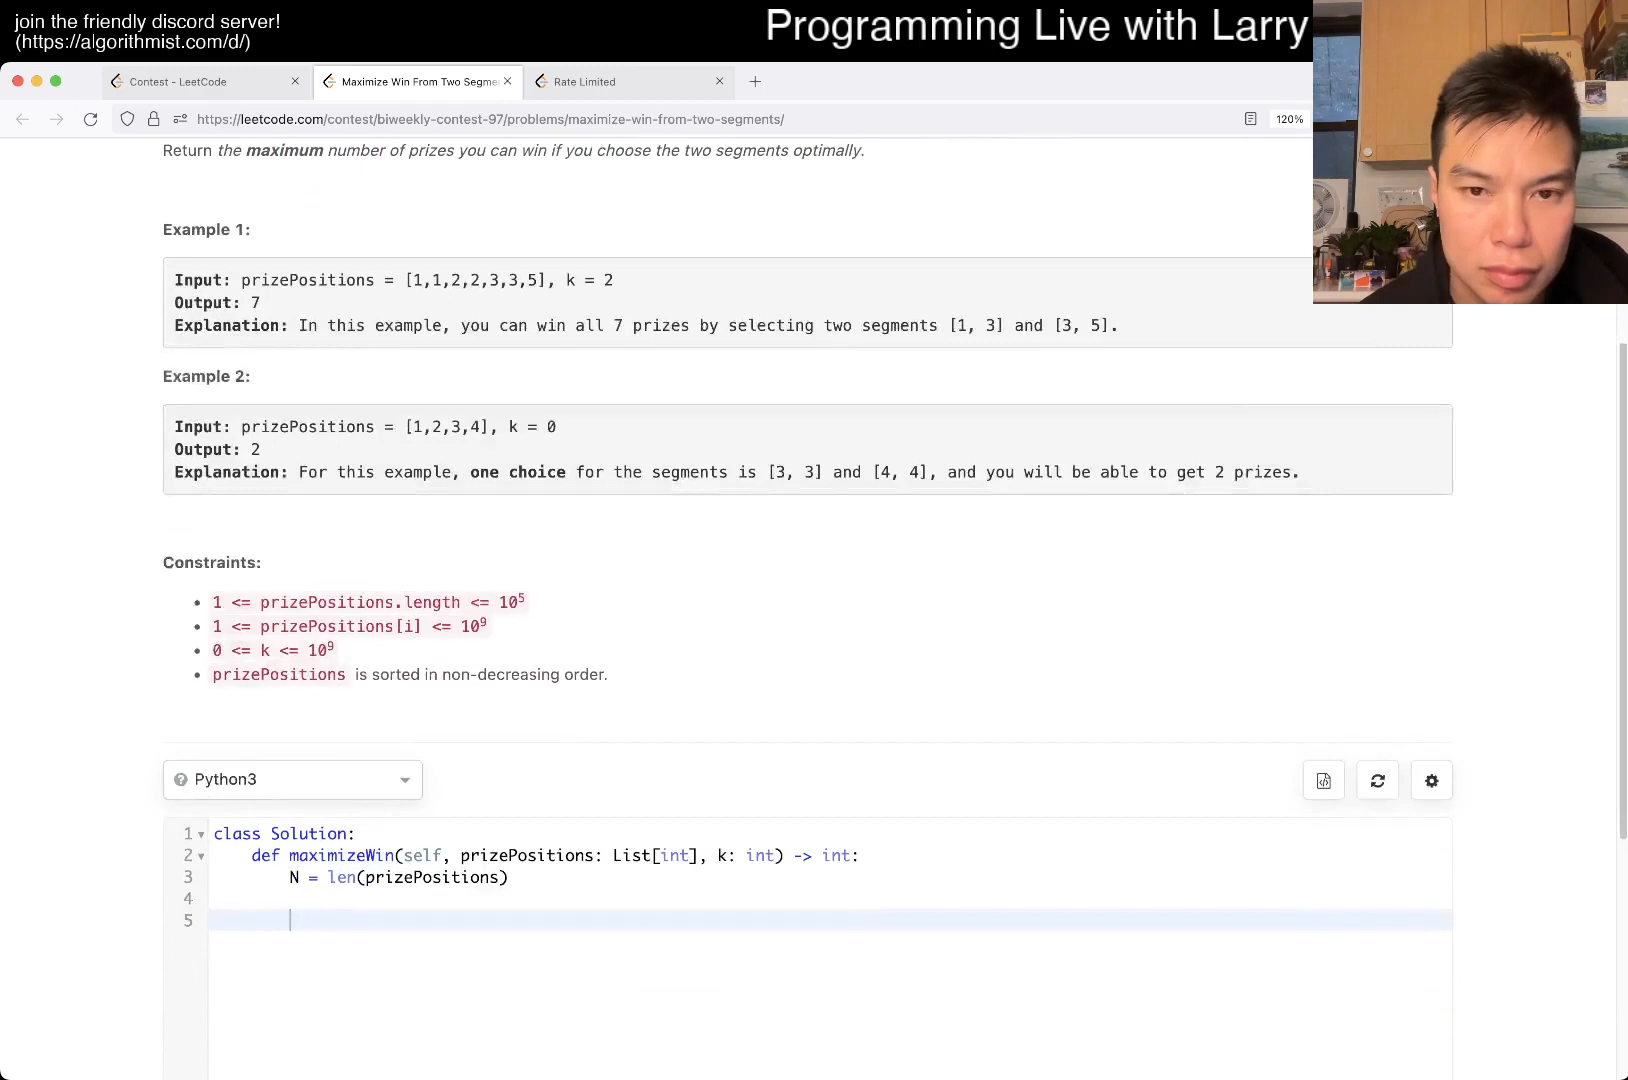 join the friendly discord server!
(https://algorithmist.com/d/)
Programming Live with Larry
Contest - LeetCode
Maximize Win From Two Segme
Rate Limited
https://leetcode.com/contest/biweekly-contest-97/problems/maximize-win-from-two-segments/
120%
Return the maximum number of prizes you can win if you choose the two segments optimally.
Example 1:
Input: prizePositions = [1,1,2,2,3,3,5], k = 2
Output: 7
Explanation: In this example, you can win all 7 prizes by selecting two segments [1, 3] and [3, 5].
Example 2:
Input: prizePositions = [1,2,3,4], k = 0
Output: 2
Explanation: For this example, one choice for the segments is [3, 3] and [4, 4], and you will be able to get 2 prizes.
Constraints:
1 <= prizePositions.length <= 10⁵
1 <= prizePositions[i] <= 10⁹
0 <= k <= 10⁹
prizePositions is sorted in non-decreasing order.
Python3
1 class Solution:
2 def maximizeWin(self, prizePositions: List[int], k: int) -> int:
3 N = len(prizePositions)
4
5